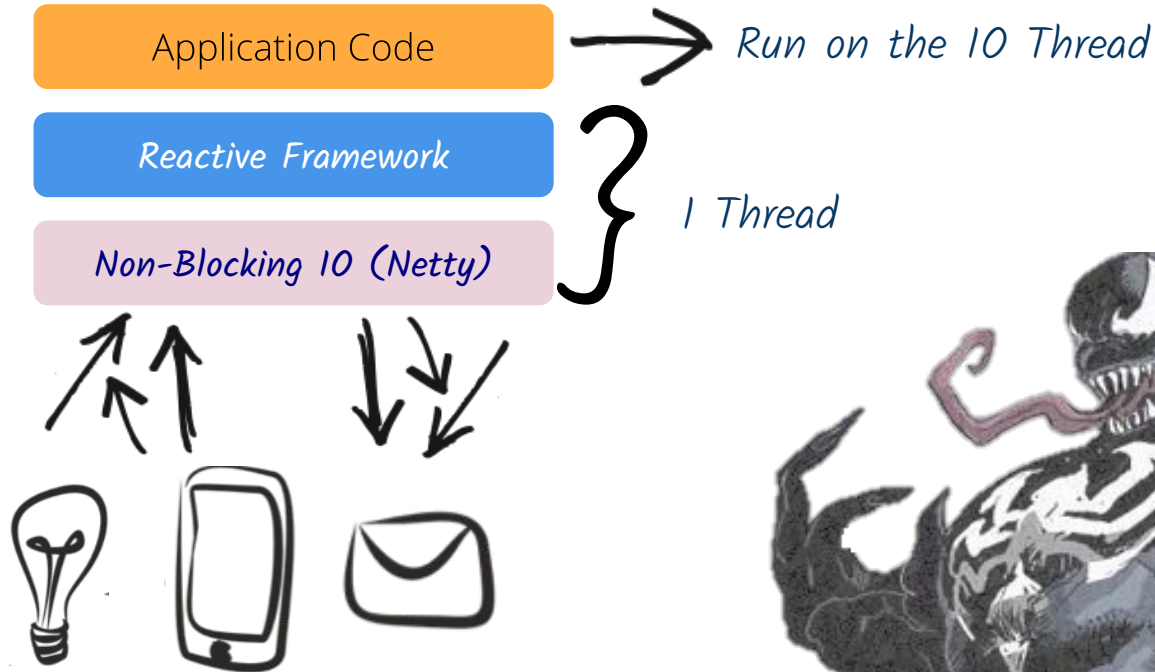 Application Code
Run on the IO Thread
Reactive Framework
1 Thread
Non-Blocking IO (Netty)